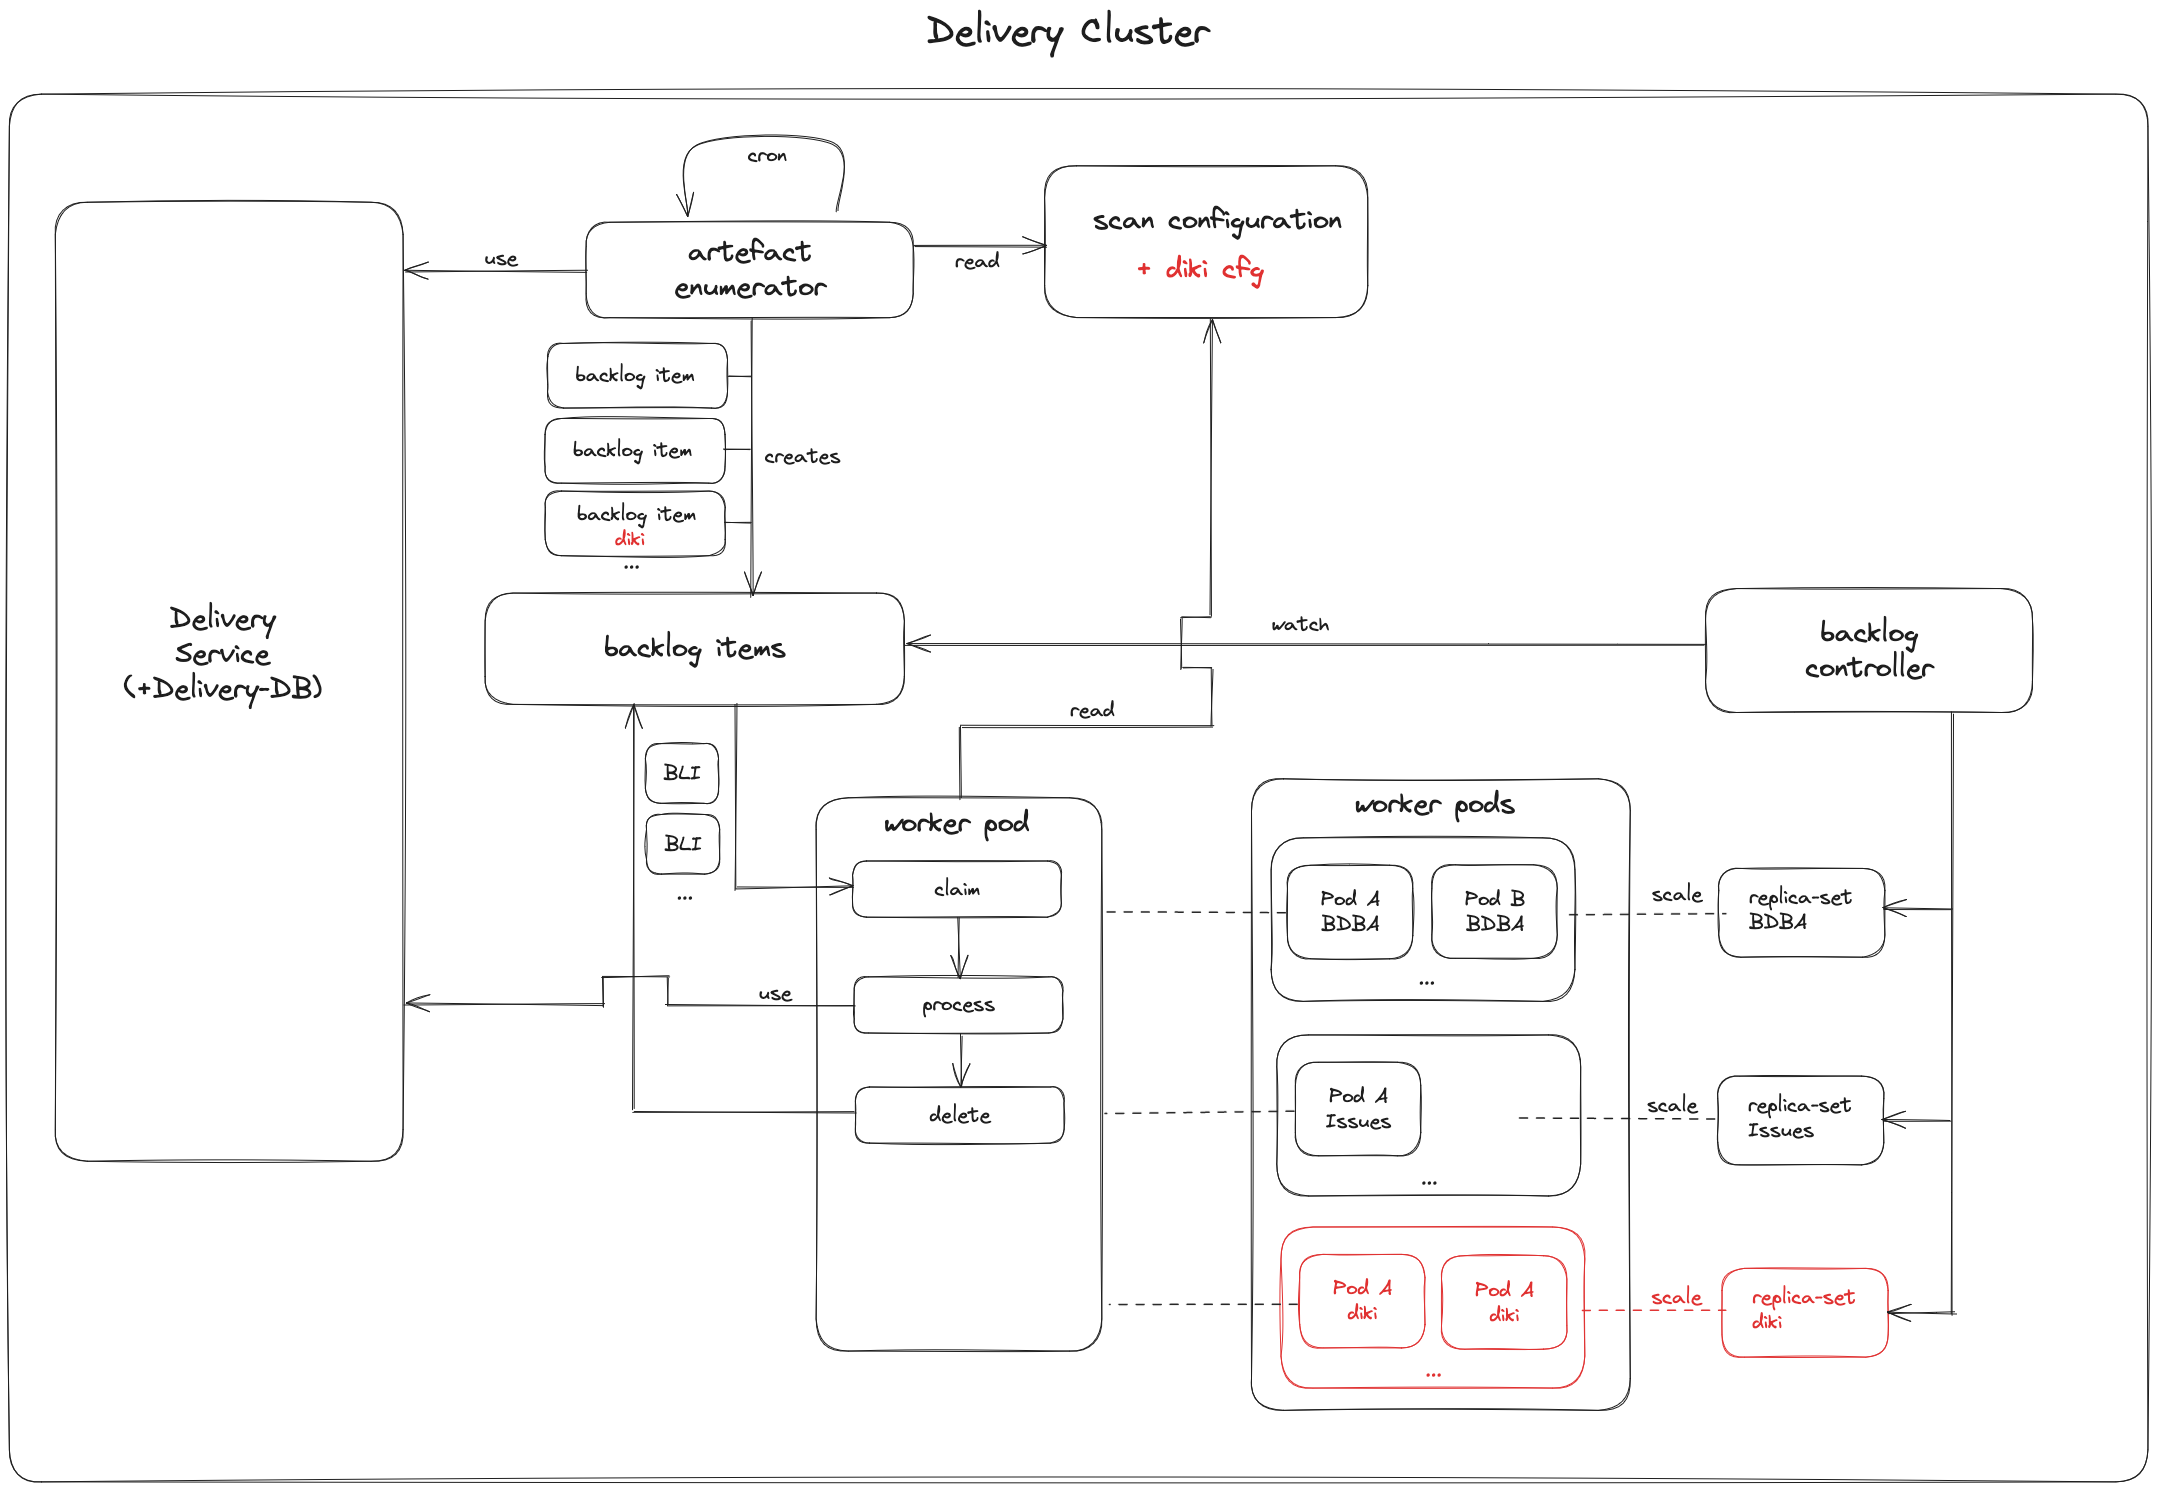 Delivery Cluster
cron
scan configuration
+ diki cfg
artefact
enumerator
use
read
backlog item
backlog item
creates
backlog item
diki
...
Delivery
Service
(+Delivery-DB)
backlog items
watch
backlog
controller
read
BLI
BLI
...
worker pod
claim
process
delete
use
worker pods
Pod A
BDBA
Pod B
BDBA
...
scale
replica-set
BDBA
Pod A
Issues
...
scale
replica-set
Issues
Pod A
diki
Pod A
diki
...
scale
replica-set
diki